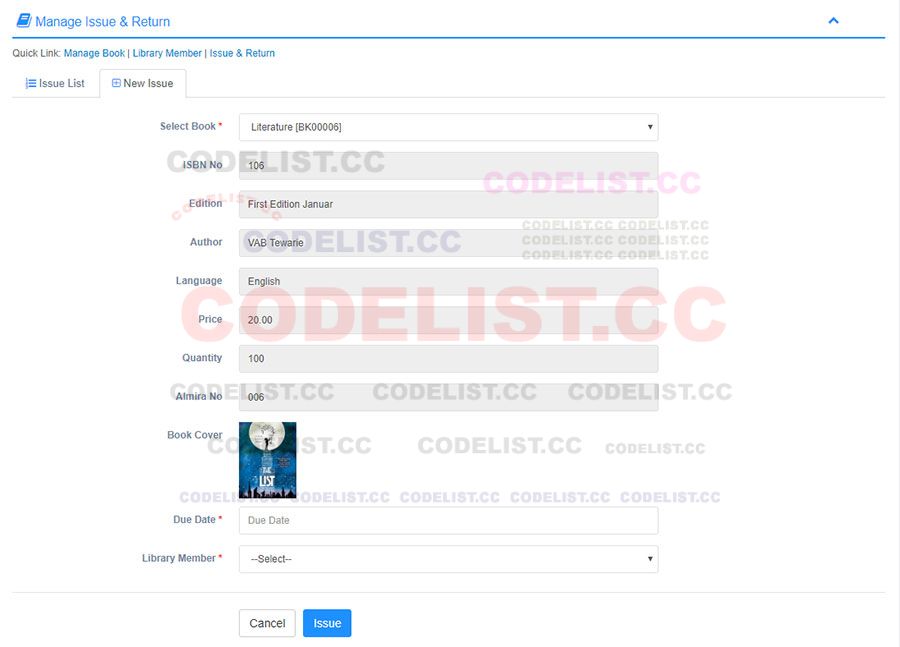 Manage Issue & Return
Quick Link: Manage Book | Library Member | Issue & Return
Issue List New Issue
Select Book * Literature [BK00006]
CODELIST.CC
ISBN No 106
CODELIST.CC
Edition First Edition Januar
CODELIST.CC
CODELIST.CC CODELIST.CC
Author VAB Tewarie
CODELIST.CC
CODELIST.CC CODELIST.CC
CODELIST.CC CODELIST.CC
Language English
CODELIST.CC
Price 20.00
Quantity 100
CODELIST.CC CODELIST.CC CODELIST.CC
Almira No 006
Book Cover
CODELIST.CC CODELIST.CC CODELIST.CC
THE
LIST
CODELIST.CC CODELIST.CC CODELIST.CC CODELIST.CC CODELIST.CC
Due Date * Due Date
Library Member * --Select--
Cancel Issue